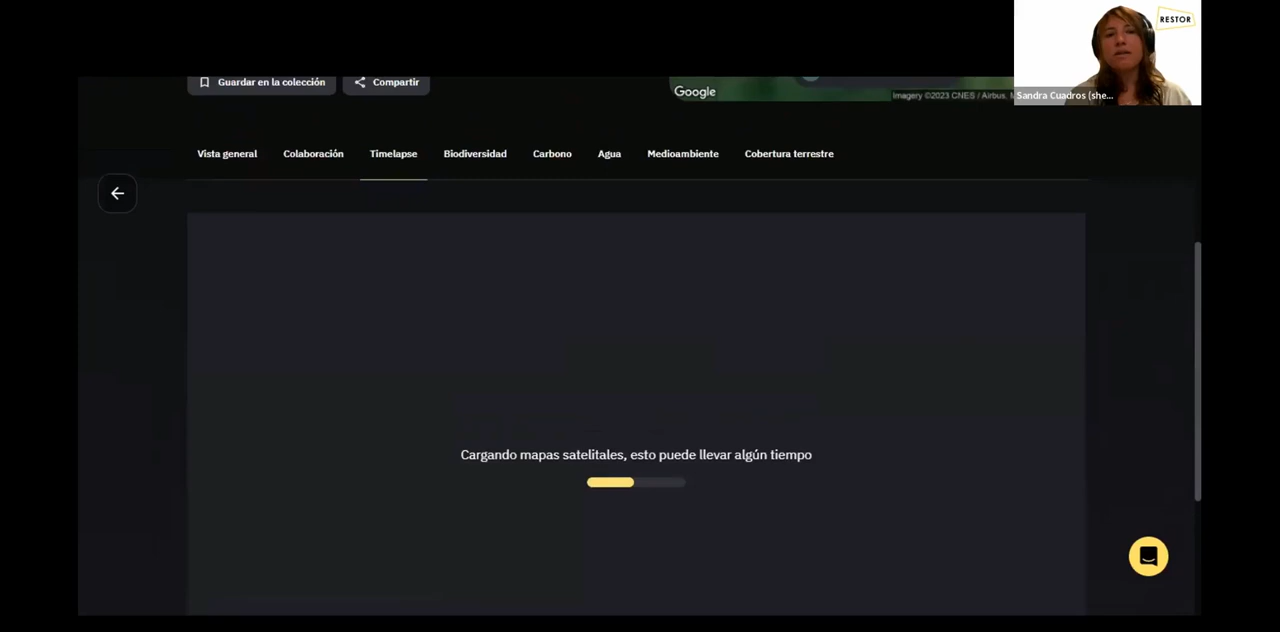 RESTOR
Guardar en la colección
Compartir
Google
Imagery ©2023 CNES / Airbus,
Sandra Cuadros (she...
Vista general
Colaboración
Timelapse
Biodiversidad
Carbono
Agua
Medioambiente
Cobertura terrestre
Cargando mapas satelitales, esto puede llevar algún tiempo